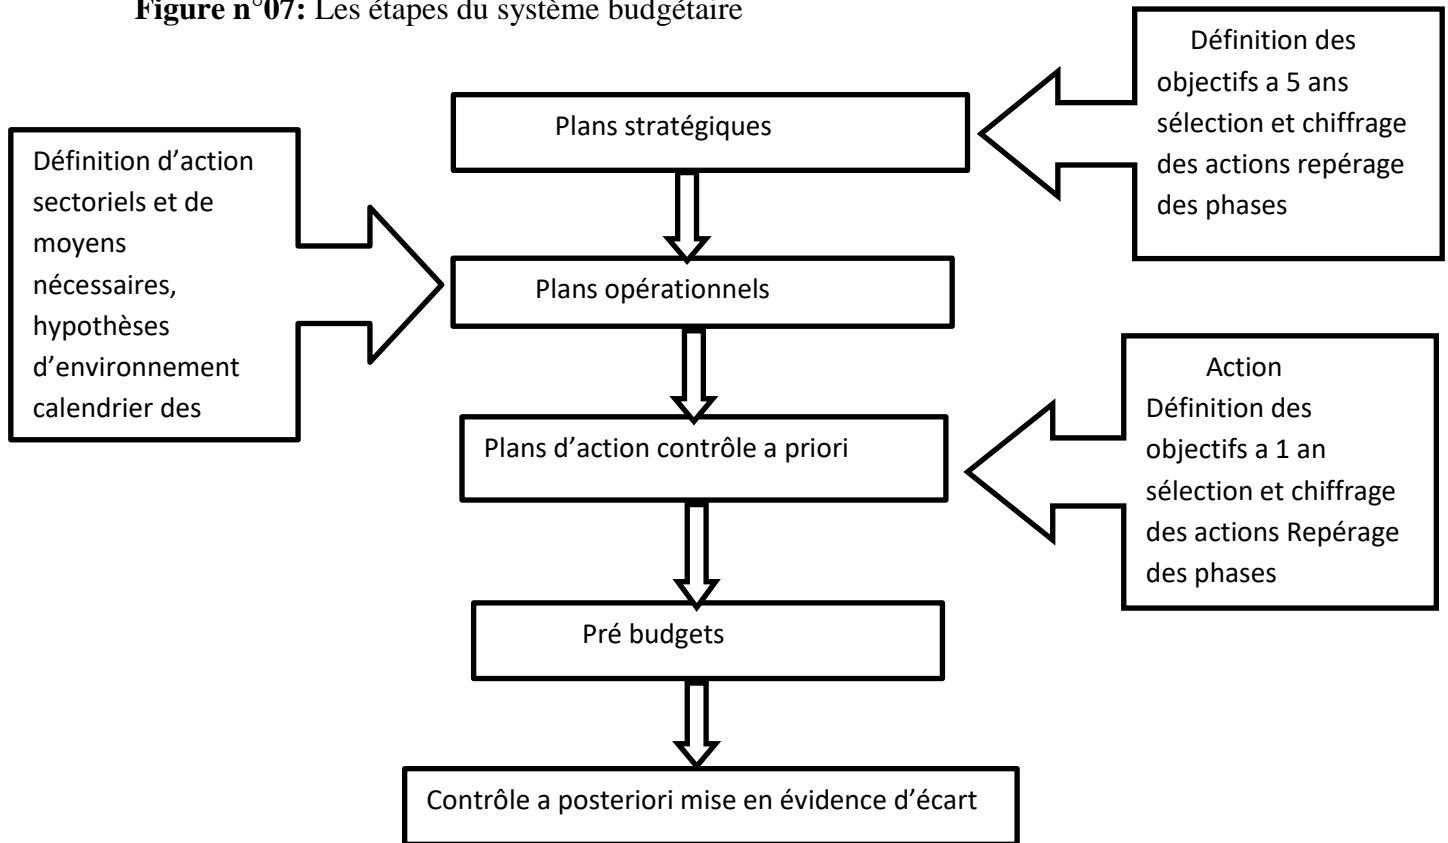 Figure n°07: Les étapes du système budgétaire
Définition des
objectifs a 5 ans
sélection et chiffrage
des actions repérage
des phases
Plans stratégiques
Définition d’action
sectoriels et de
moyens
nécessaires,
hypothèses
d’environnement
calendrier des
Plans opérationnels
Action
Définition des
objectifs a 1 an
sélection et chiffrage
des actions Repérage
des phases
Plans d’action contrôle a priori
Pré budgets
Contrôle a posteriori mise en évidence d’écart